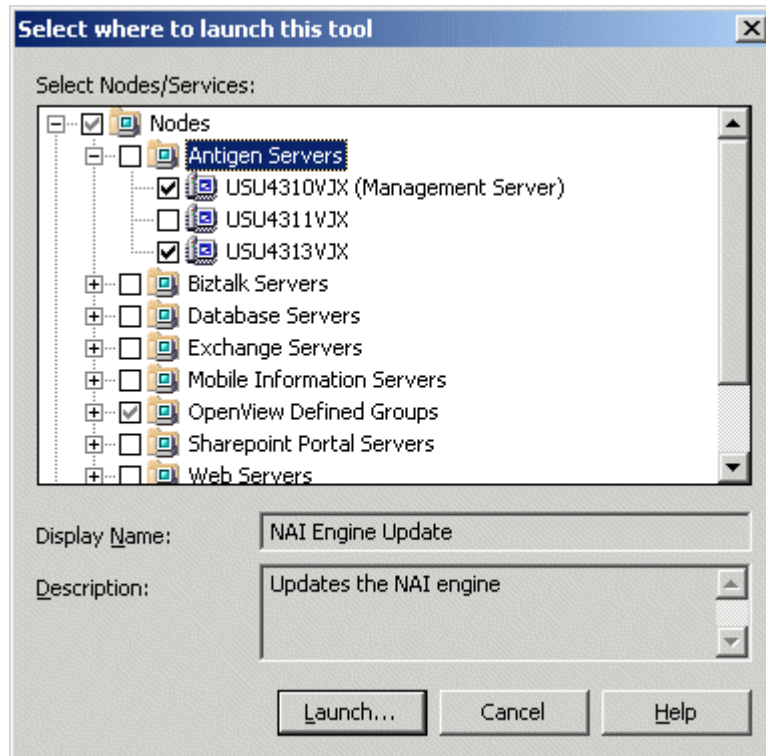 Select where to launch this tool
Select Nodes/Services:
Nodes
Antigen Servers
USU4310VJX (Management Server)
USU4311VJX
USU4313VJX
Biztalk Servers
Database Servers
Exchange Servers
Mobile Information Servers
OpenView Defined Groups
Sharepoint Portal Servers
Web Servers
Display Name: NAI Engine Update
Description: Updates the NAI engine
Launch... Cancel Help